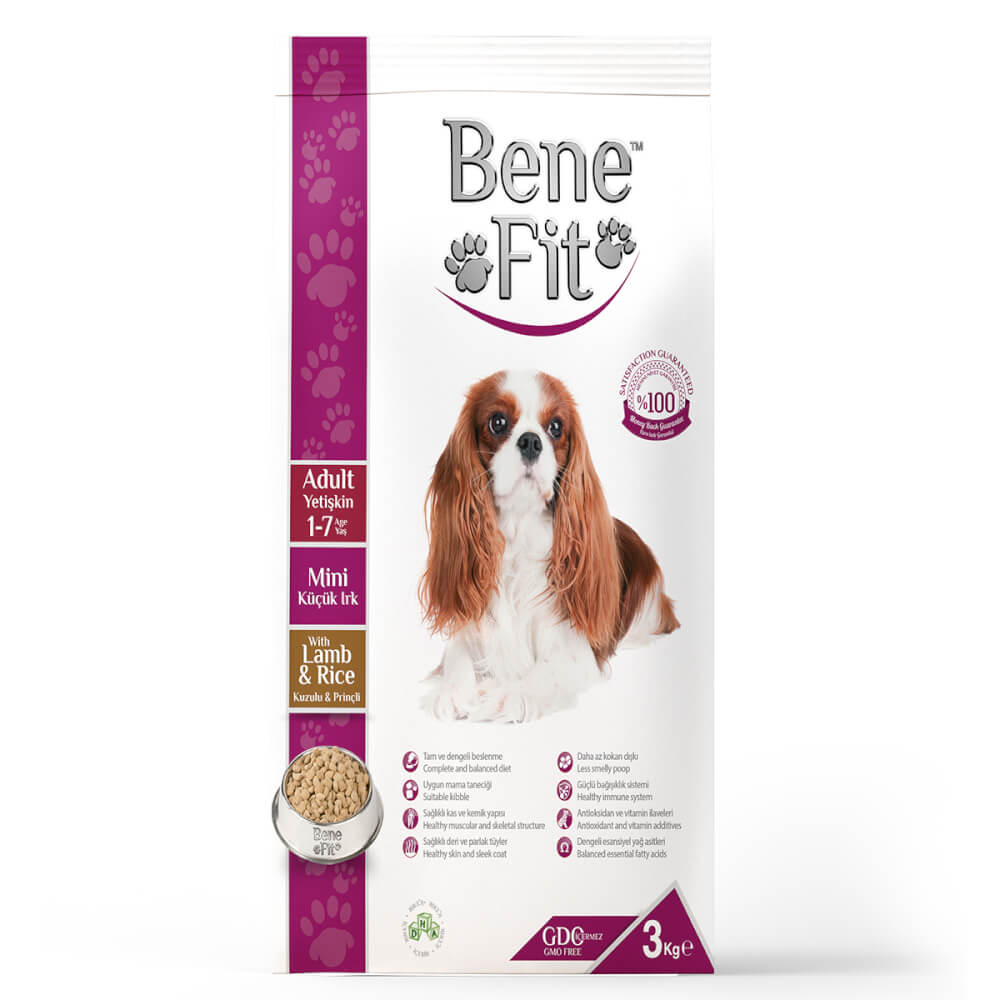 Bene™
Fit
SATISFACTION GUARANTEED
%100
Money Back Guarantee
Adult
Yetişkin
1-7 Age
Yaş
Mini
Küçük Irk
With
Lamb
& Rice
Kuzulu & Prinçli
Bene
Fit
Tam ve dengeli beslenme
Complete and balanced diet
Uygun mama taneciği
Suitable kibble
Sağlıklı kas ve kemik yapısı
Healthy muscular and skeletal structure
Sağlıklı deri ve parlak tüyler
Healthy skin and sleek coat
Daha az kokan dışkı
Less smelly poop
Güçlü bağışıklık sistemi
Healthy immune system
Antioksidan ve vitamin ilaveleri
Antioxidant and vitamin additives
Dengeli esansiyel yağ asitleri
Balanced essential fatty acids
DHA
GDO İÇERMEZ
GMO FREE
3 Kg e